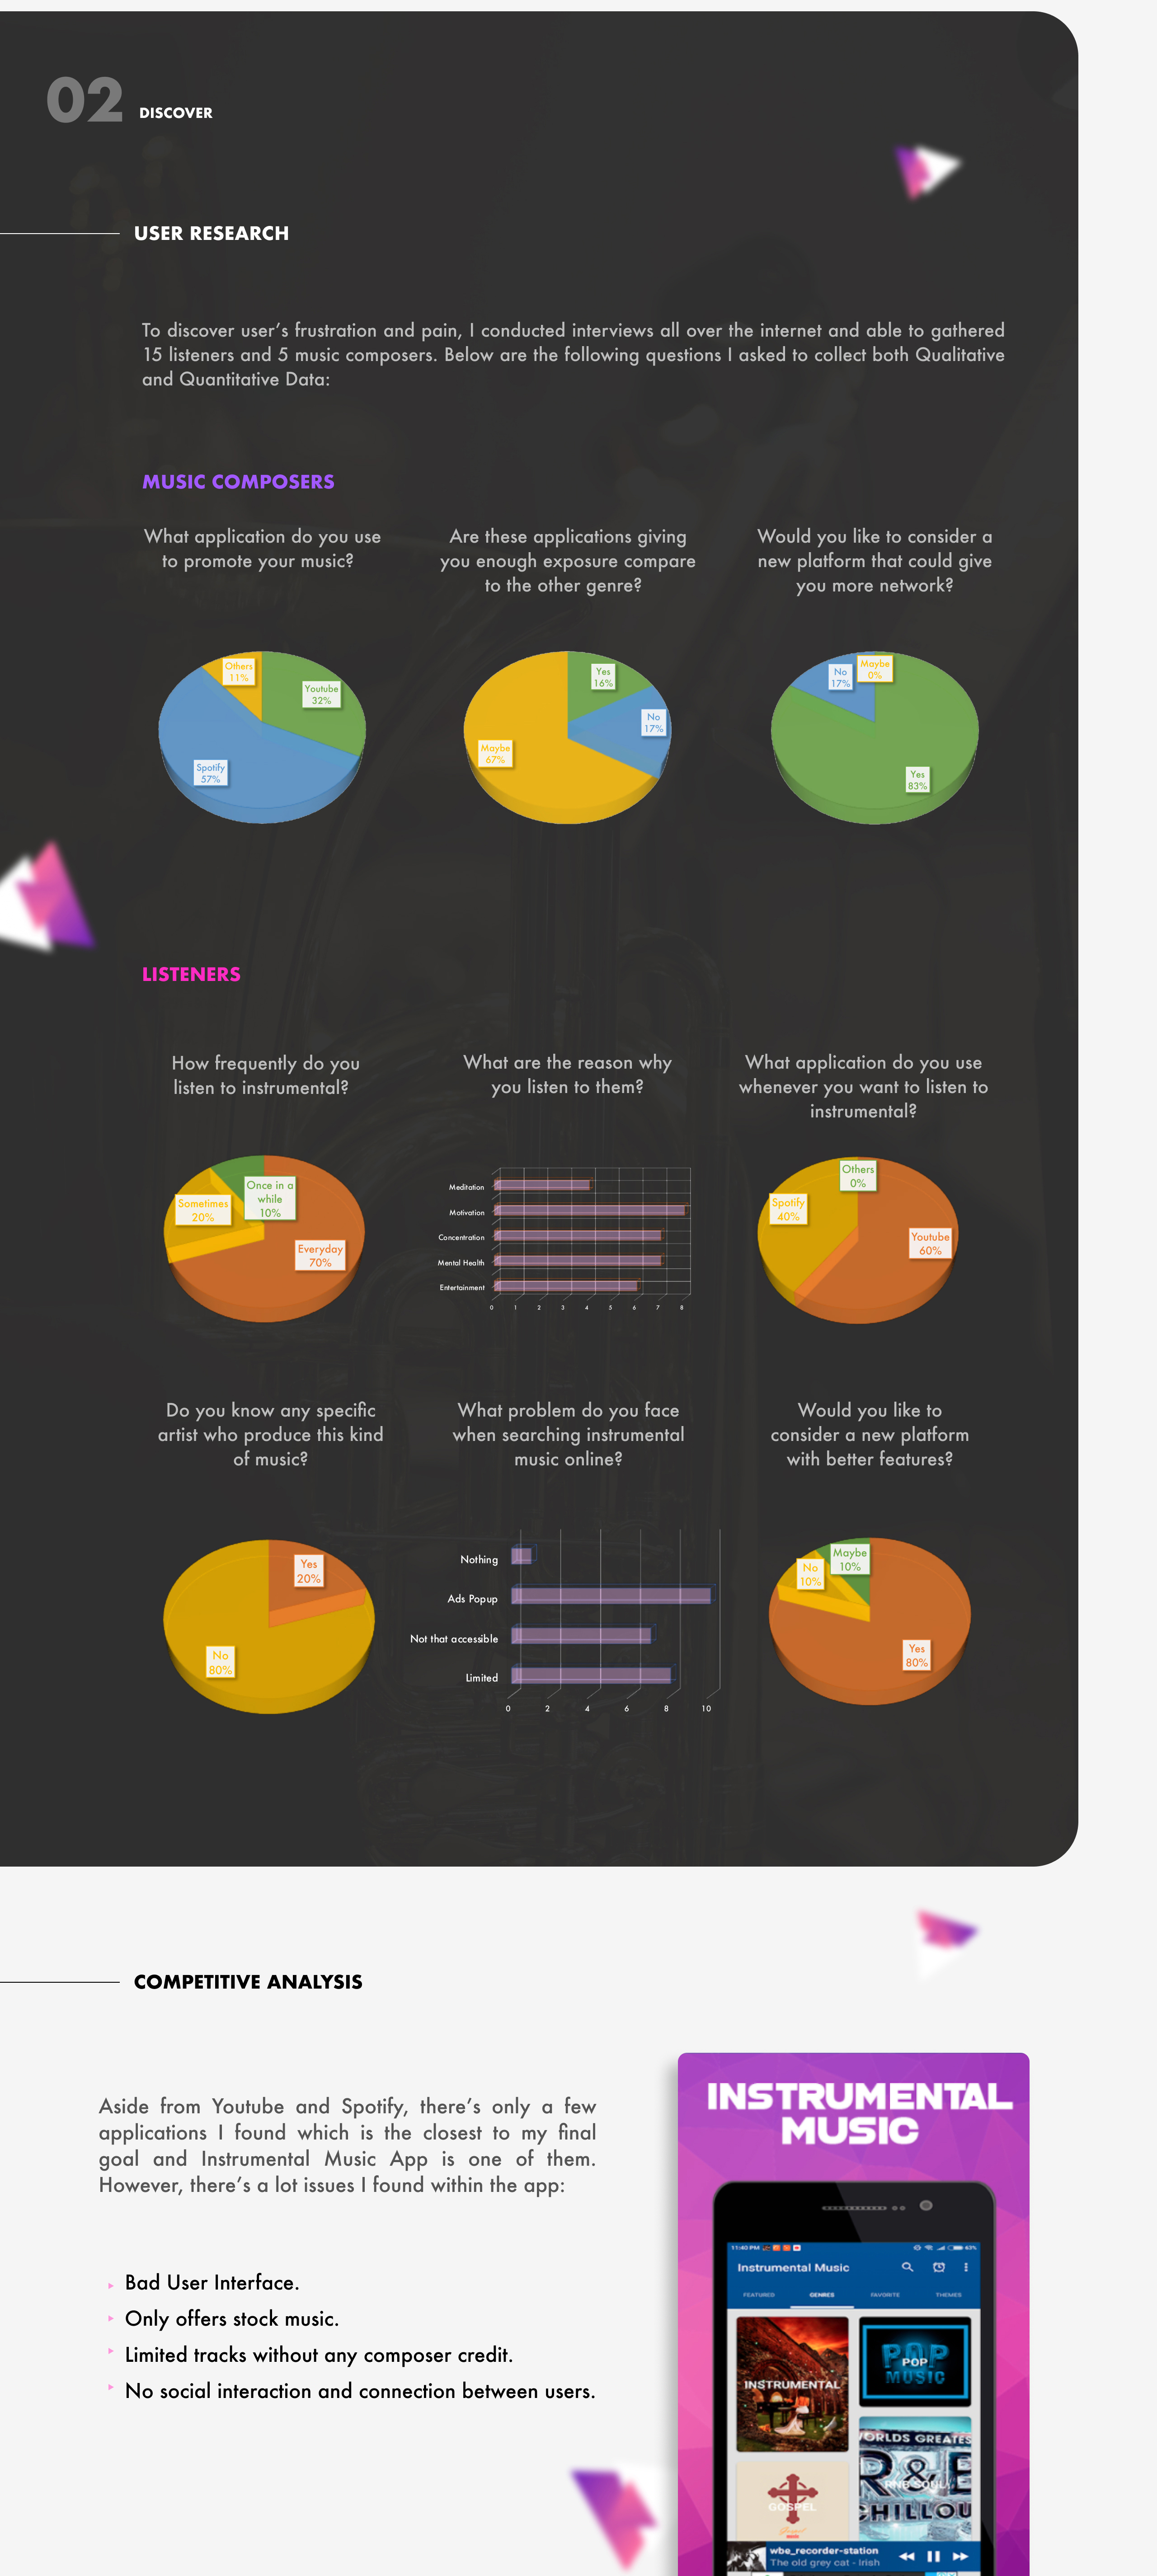 02 DISCOVER
USER RESEARCH
To discover user's frustration and pain, I conducted interviews all over the internet and able to gathered
15 listeners and 5 music composers. Below are the following questions I asked to collect both Qualitative
and Quantitative Data:
MUSIC COMPOSERS
What application do you use
to promote your music?
Are these applications giving
you enough exposure compare
to the other genre?
Would you like to consider a
new platform that could give
you more network?
Others
11%
Youtube
32%
Spotify
57%
Yes
16%
No
17%
Maybe
67%
No
17%
Maybe
0%
Yes
83%
LISTENERS
How frequently do you
listen to instrumental?
What are the reason why
you listen to them?
What application do you use
whenever you want to listen to
instrumental?
Once in a
while
10%
Sometimes
20%
Everyday
70%
Meditation
Motivation
Concentration
Mental Health
Entertainment
0 1 2 3 4 5 6 7 8
Others
0%
Spotify
40%
Youtube
60%
Do you know any specific
artist who produce this kind
of music?
What problem do you face
when searching instrumental
music online?
Would you like to
consider a new platform
with better features?
Yes
20%
No
80%
Nothing
Ads Popup
Not that accessible
Limited
0 2 4 6 8 10
Maybe
10%
No
10%
Yes
80%
COMPETITIVE ANALYSIS
Aside from Youtube and Spotify, there's only a few
applications I found which is the closest to my final
goal and Instrumental Music App is one of them.
However, there's a lot issues I found within the app:
Bad User Interface.
Only offers stock music.
Limited tracks without any composer credit.
No social interaction and connection between users.
INSTRUMENTAL
MUSIC
11:40 PM
63%
Instrumental Music
FEATURED GENRES FAVORITE THEMES
INSTRUMENTAL
POP
POP
MUSIC
WORLDS GREATES
R&B
RNB SOUL
CHILLOU
GOSPEL
wbe_recorder-station
The old grey cat - Irish